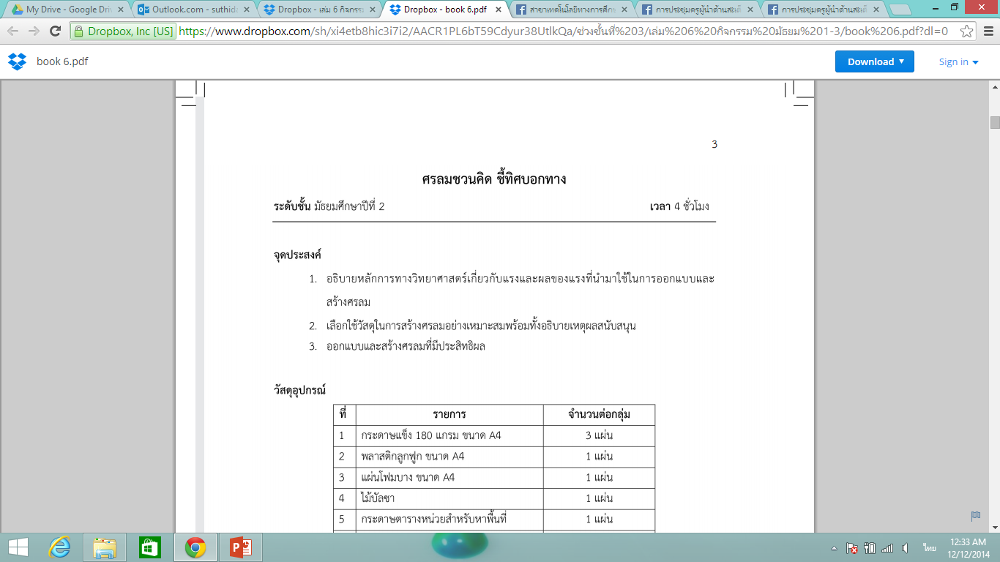 My Drive - Google Driv
Outlook.com - suthida
Dropbox - เล่ม 6 กิจกรรม
Dropbox - book 6.pdf
สาขาเทคโนโลยีทางการศึกษ
การประชุมครูผู้นำด้านสะเต็
การประชุมครูผู้นำด้านสะเต็
Dropbox, Inc [US] https://www.dropbox.com/sh/xi4etb8hic3i7i2/AACR1PL6bT59Cdyur38UtlkQa/ช่วงชั้นที่%203/เล่ม%206%20กิจกรรม%20มัธยม%201-3/book%206.pdf?dl=0
book 6.pdf
Download
Sign in
3
ศรลมชวนคิด ชี้ทิศบอกทาง
ระดับชั้น มัธยมศึกษาปีที่ 2 เวลา 4 ชั่วโมง
จุดประสงค์
1. อธิบายหลักการทางวิทยาศาสตร์เกี่ยวกับแรงและผลของแรงที่นำมาใช้ในการออกแบบและ
สร้างศรลม
2. เลือกใช้วัสดุในการสร้างศรลมอย่างเหมาะสมพร้อมทั้งอธิบายเหตุผลสนับสนุน
3. ออกแบบและสร้างศรลมที่มีประสิทธิผล
วัสดุอุปกรณ์
ที่ รายการ จำนวนต่อกลุ่ม
1 กระดาษแข็ง 180 แกรม ขนาด A4 3 แผ่น
2 พลาสติกลูกฟูก ขนาด A4 1 แผ่น
3 แผ่นโฟมบาง ขนาด A4 1 แผ่น
4 ไม้บัลซา 1 แผ่น
5 กระดาษตารางหน่วยสำหรับหาพื้นที่ 1 แผ่น
ไทย
12:33 AM
12/12/2014